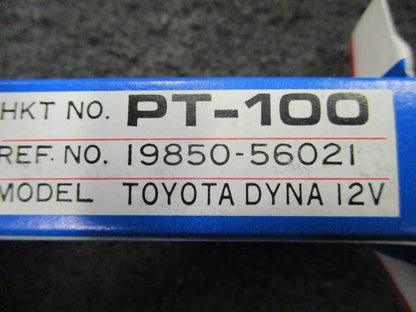 HKT NO. PT-100
REF. NO. 19850-56021
MODEL TOYOTA DYNA 12V